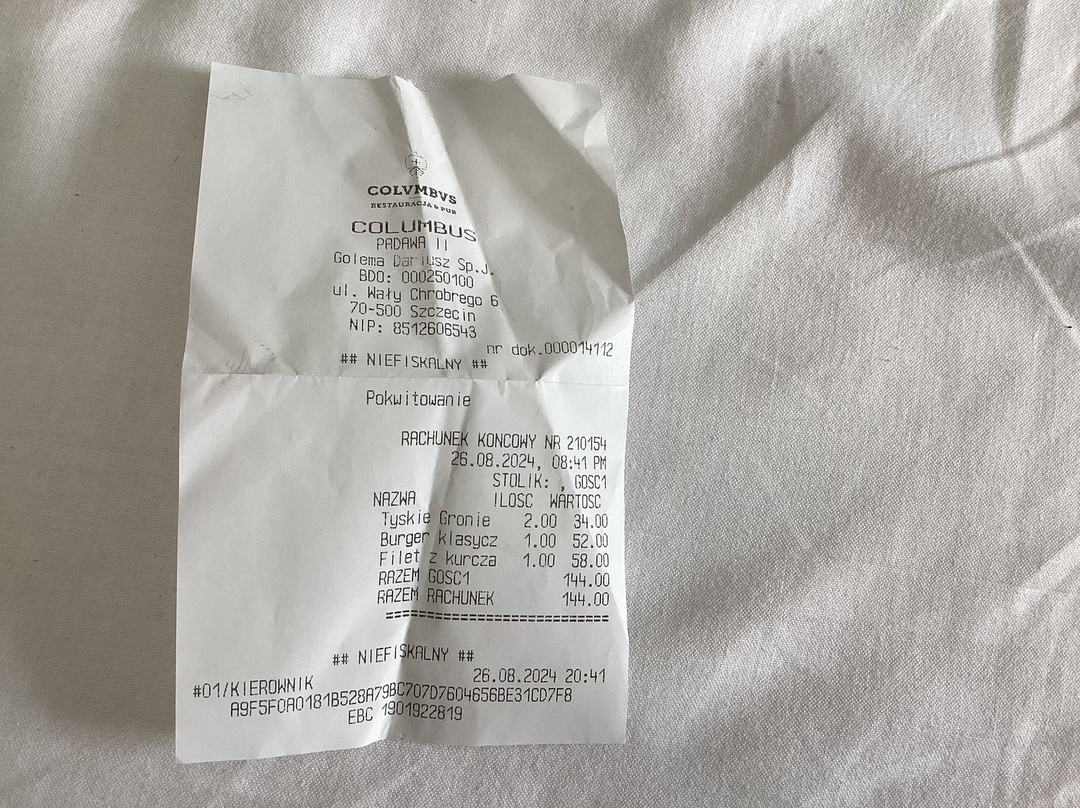 COLVMBVS
RESTAURACJA & PUB
COLUMBUS
PADAWA II
Golema Dariusz Sp.J.
BDO: 000250100
ul. Wały Chrobrego 6
70-500 Szczecin
NIP: 8512606543
nr dok.000014112
## NIEFISKALNY ##
Pokwitowanie
RACHUNEK KONCOWY NR 210154
26.08.2024, 08:41 PM
STOLIK: , GOSC1
NAZWA ILOSC WARTOSC
Tyskie Gronie 2.00 34.00
Burger klasycz 1.00 52.00
Filet z kurcza 1.00 58.00
RAZEM GOSC1 144.00
RAZEM RACHUNEK 144.00
====================
## NIEFISKALNY ##
#01/KIEROWNIK 26.08.2024 20:41
A9F5F0A0181B528A79BC707D7604656BE31CD7F8
EBC 1901922819